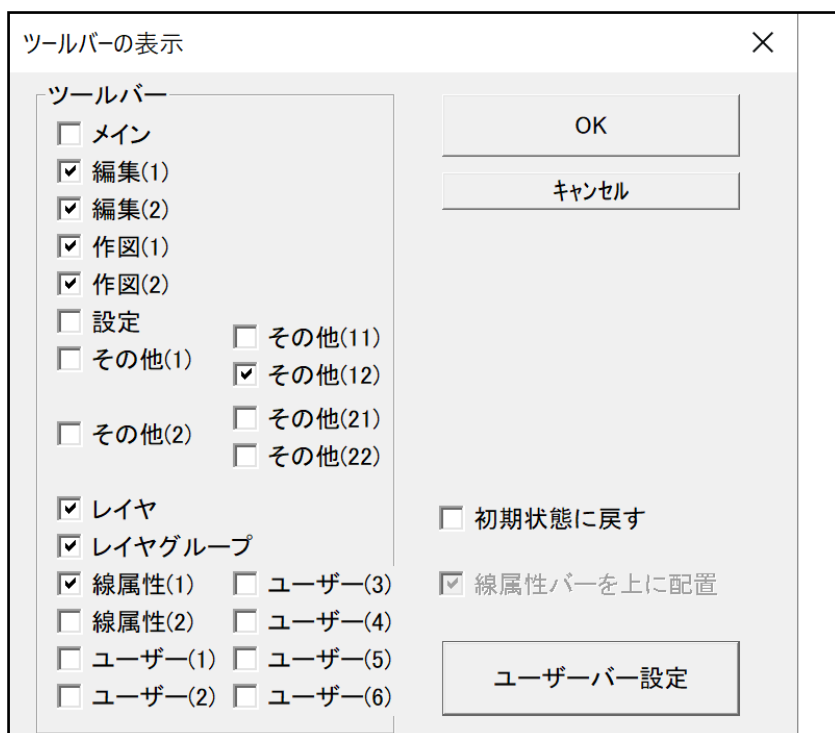 ツールバーの表示
ツールバー
メイン
編集(1)
編集(2)
作図(1)
作図(2)
設定
その他(1)
その他(11)
その他(12)
その他(2)
その他(21)
その他(22)
レイヤ
レイヤグループ
線属性(1)
ユーザー(3)
線属性(2)
ユーザー(4)
ユーザー(1)
ユーザー(5)
ユーザー(2)
ユーザー(6)
OK
キャンセル
初期状態に戻す
線属性バーを上に配置
ユーザーバー設定